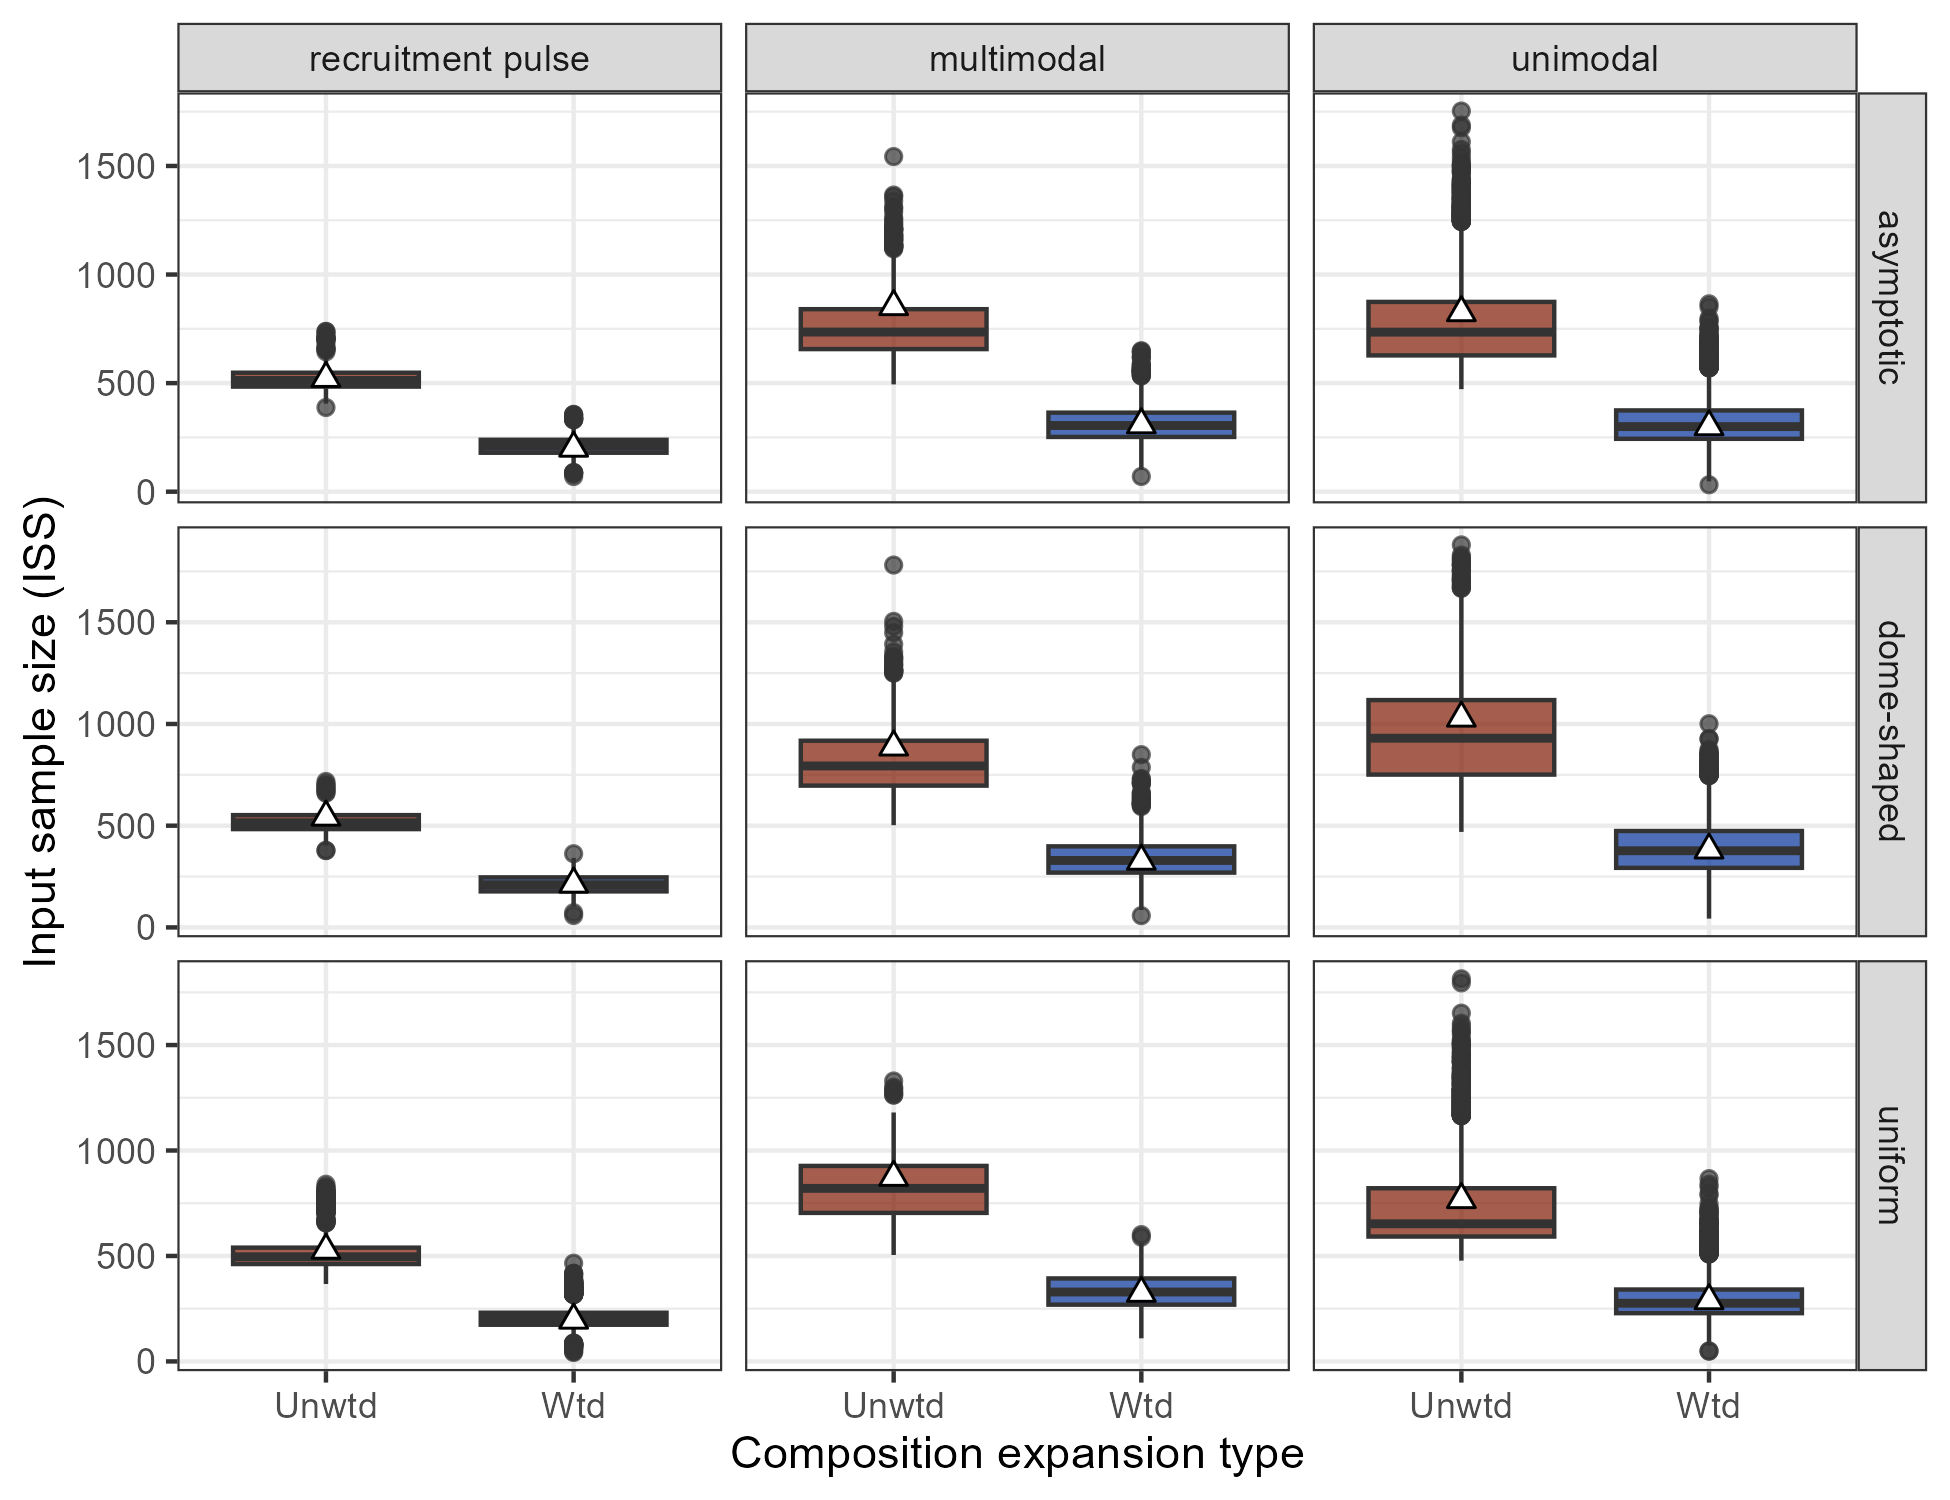 recruitment pulse
multimodal
unimodal
asymptotic
dome-shaped
uniform
Input sample size (ISS)
1500
1000
500
0
1500
1000
500
0
1500
1000
500
0
Unwtd
Wtd
Unwtd
Wtd
Unwtd
Wtd
Composition expansion type